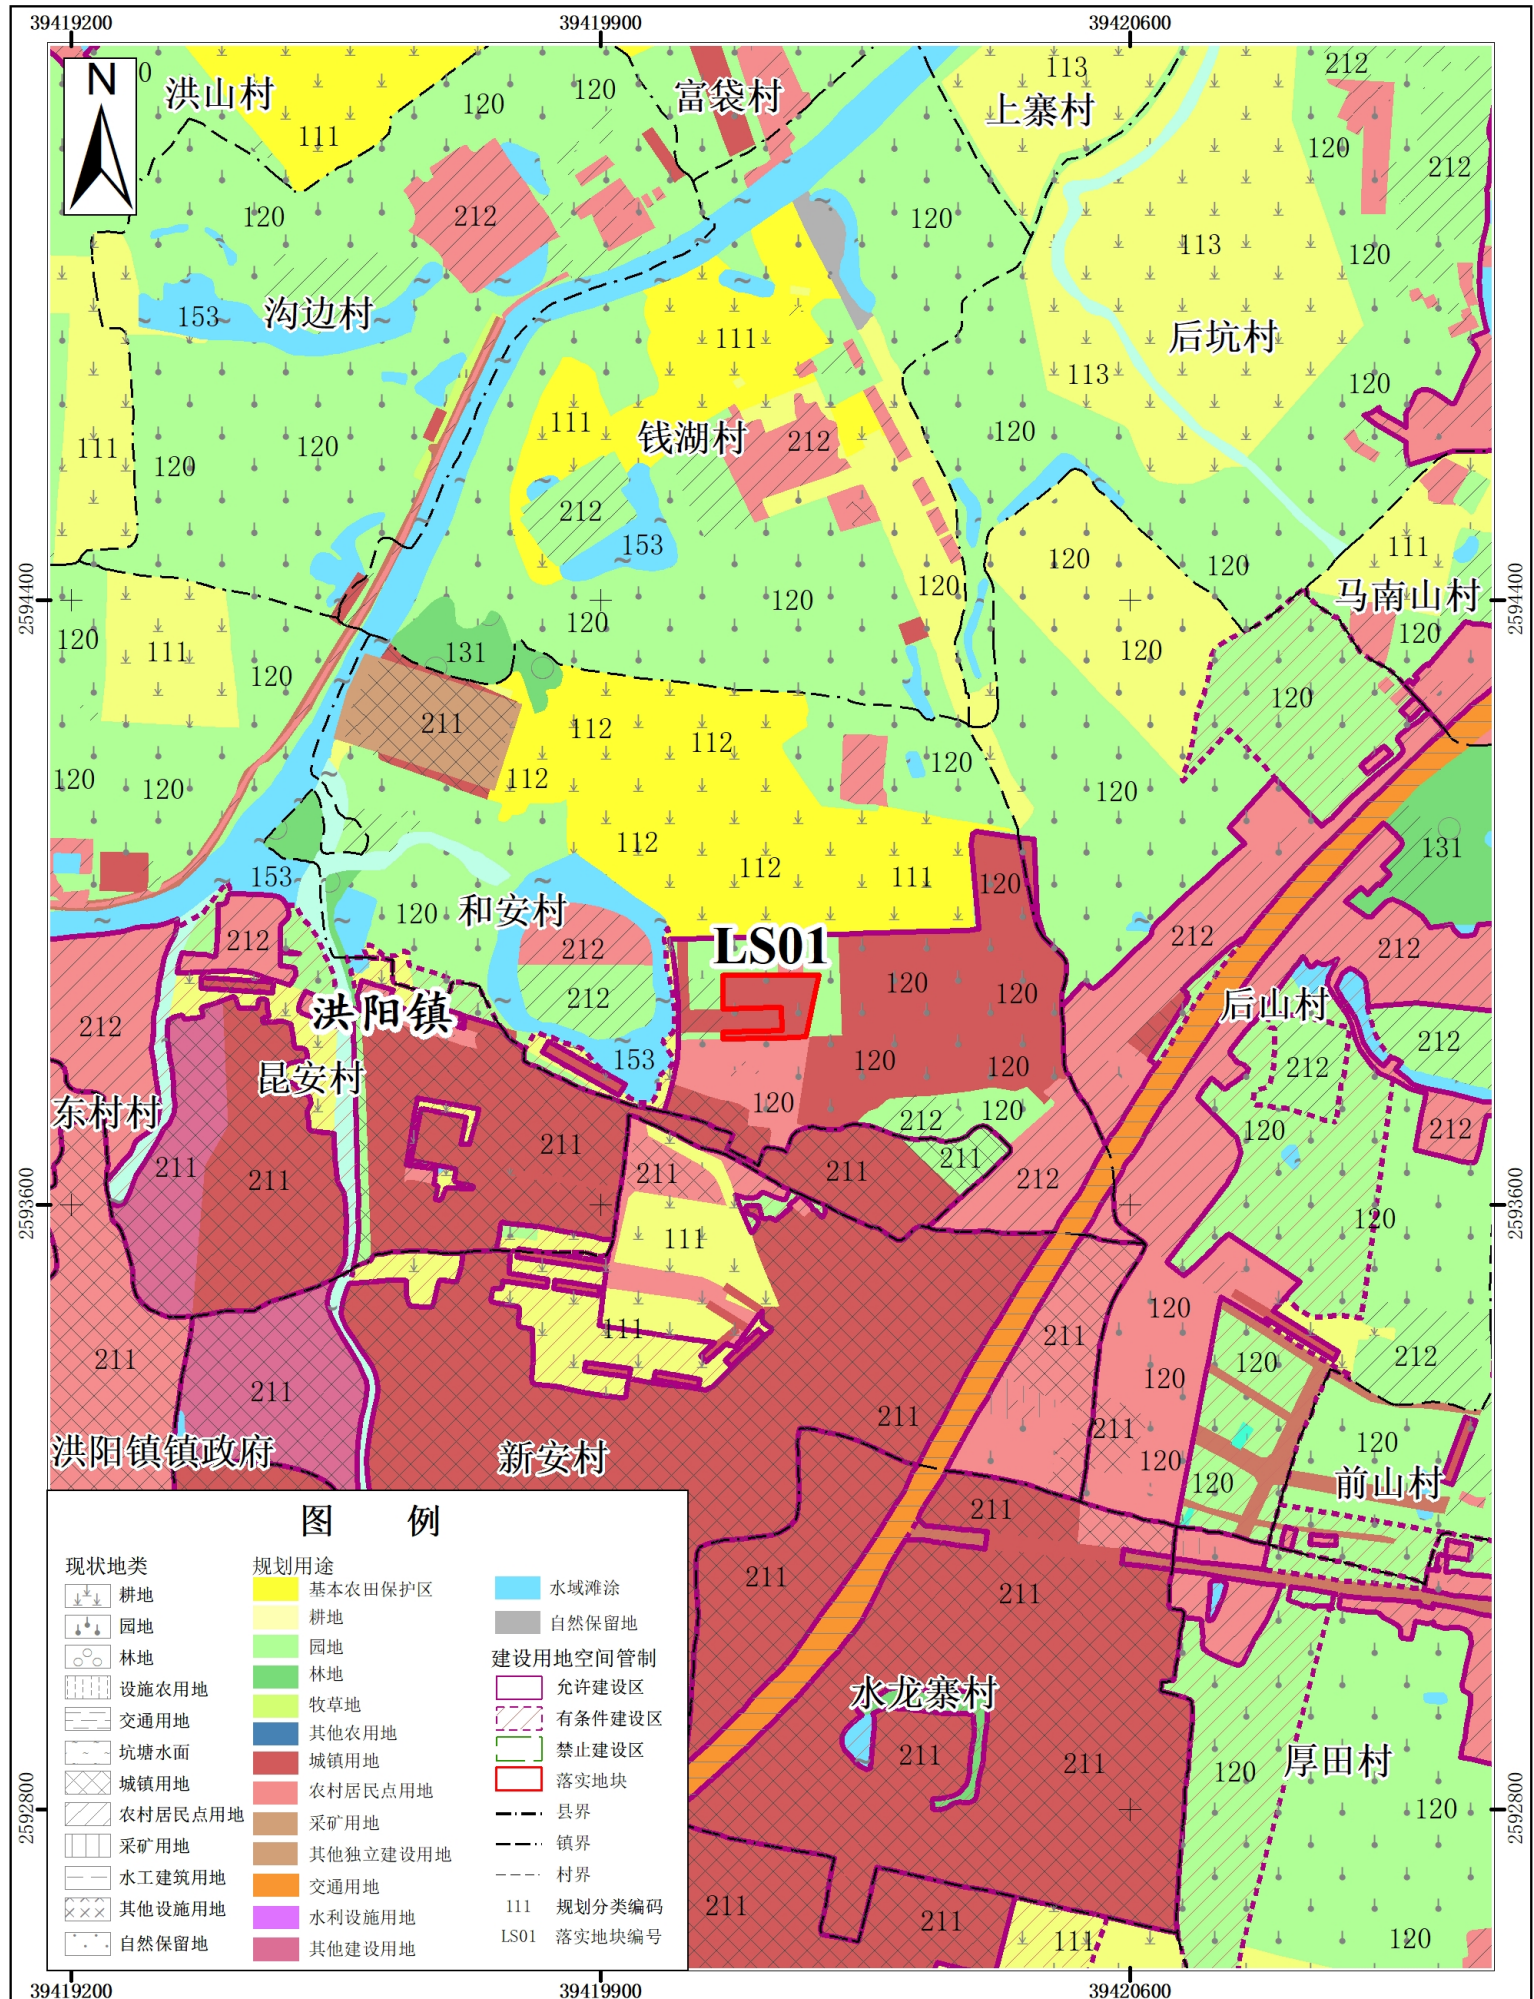 39419200 39419900 39420600
N
0
洪山村
120
120
富袋村
113
上寨村
212
111
120
212
120
212
120
113
120
153
沟边村
111
后坑村
113
120
111
钱湖村
212
120
111
120
120
212
153
111
120
120
120
2594400
2594400
120
120
马南山村
120
120
111
131
120
120
120
120
211
112
112
120
120
120
112
120
112
131
112
111
153
120
120
和安村
212
212
212
212
LS01
212
120
120
后山村
洪阳镇
212
212
153
120
120
212
昆安村
东村村
120
212
120
120
212
211
211
211
211
211
211
212
2593600
2593600
120
111
120
111
211
211
120
212
120
211
211
211
120
120
前山村
洪阳镇镇政府
新安村
120
211
图 例
现状地类
耕地
园地
林地
设施农用地
交通用地
坑塘水面
城镇用地
农村居民点用地
采矿用地
水工建筑用地
其他设施用地
自然保留地
规划用途
基本农田保护区
耕地
园地
林地
牧草地
其他农用地
城镇用地
农村居民点用地
采矿用地
其他独立建设用地
交通用地
水利设施用地
其他建设用地
水域滩涂
自然保留地
建设用地空间管制
允许建设区
有条件建设区
禁止建设区
落实地块
县界
镇界
村界
111 规划分类编码
LS01 落实地块编号
211
211
水龙寨村
211
211
120
厚田村
2592800
2592800
120
211
211
111
120
39419200 39419900 39420600